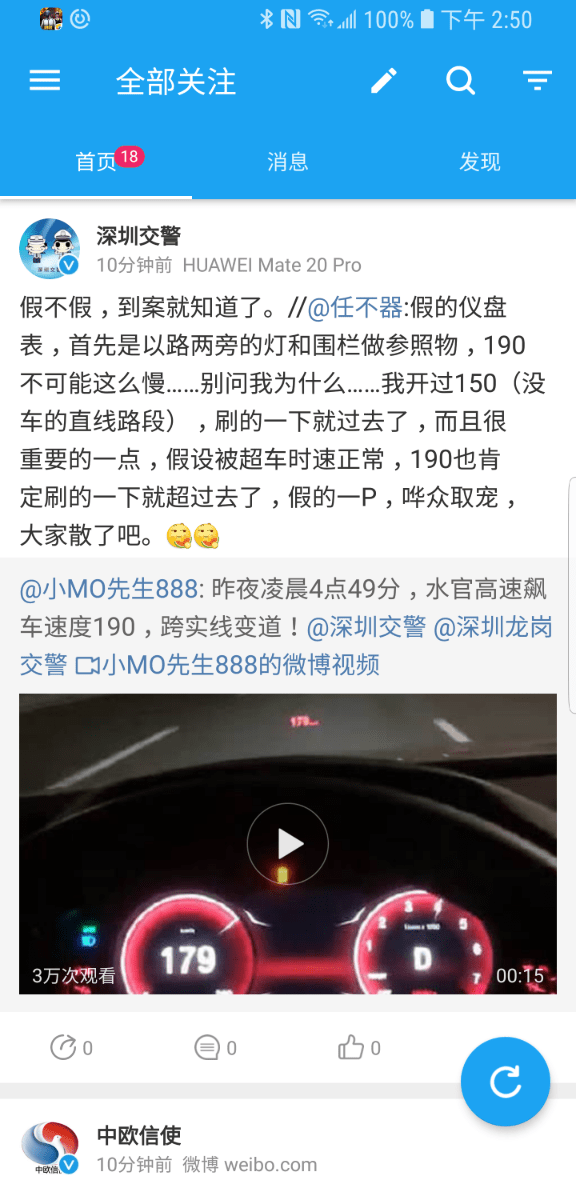 100% 下午 2:50
全部关注
首页 18 消息 发现
深圳交警
10分钟前 HUAWEI Mate 20 Pro
假不假，到案就知道了。//@任不器:假的仪盘
表，首先是以路两旁的灯和围栏做参照物，190
不可能这么慢……别问我为什么……我开过150（没
车的直线路段），刷的一下就过去了，而且很
重要的一点，假设被超车时速正常，190也肯
定刷的一下就超过去了，假的一P，哗众取宠，
大家散了吧。
@小MO先生888: 昨夜凌晨4点49分，水官高速飙
车速度190，跨实线变道！@深圳交警 @深圳龙岗
交警 小MO先生888的微博视频
179
1 2 3 4 5 6 7
D
3万次观看 00:15
0 0 0
中欧信使
10分钟前 微博 weibo.com